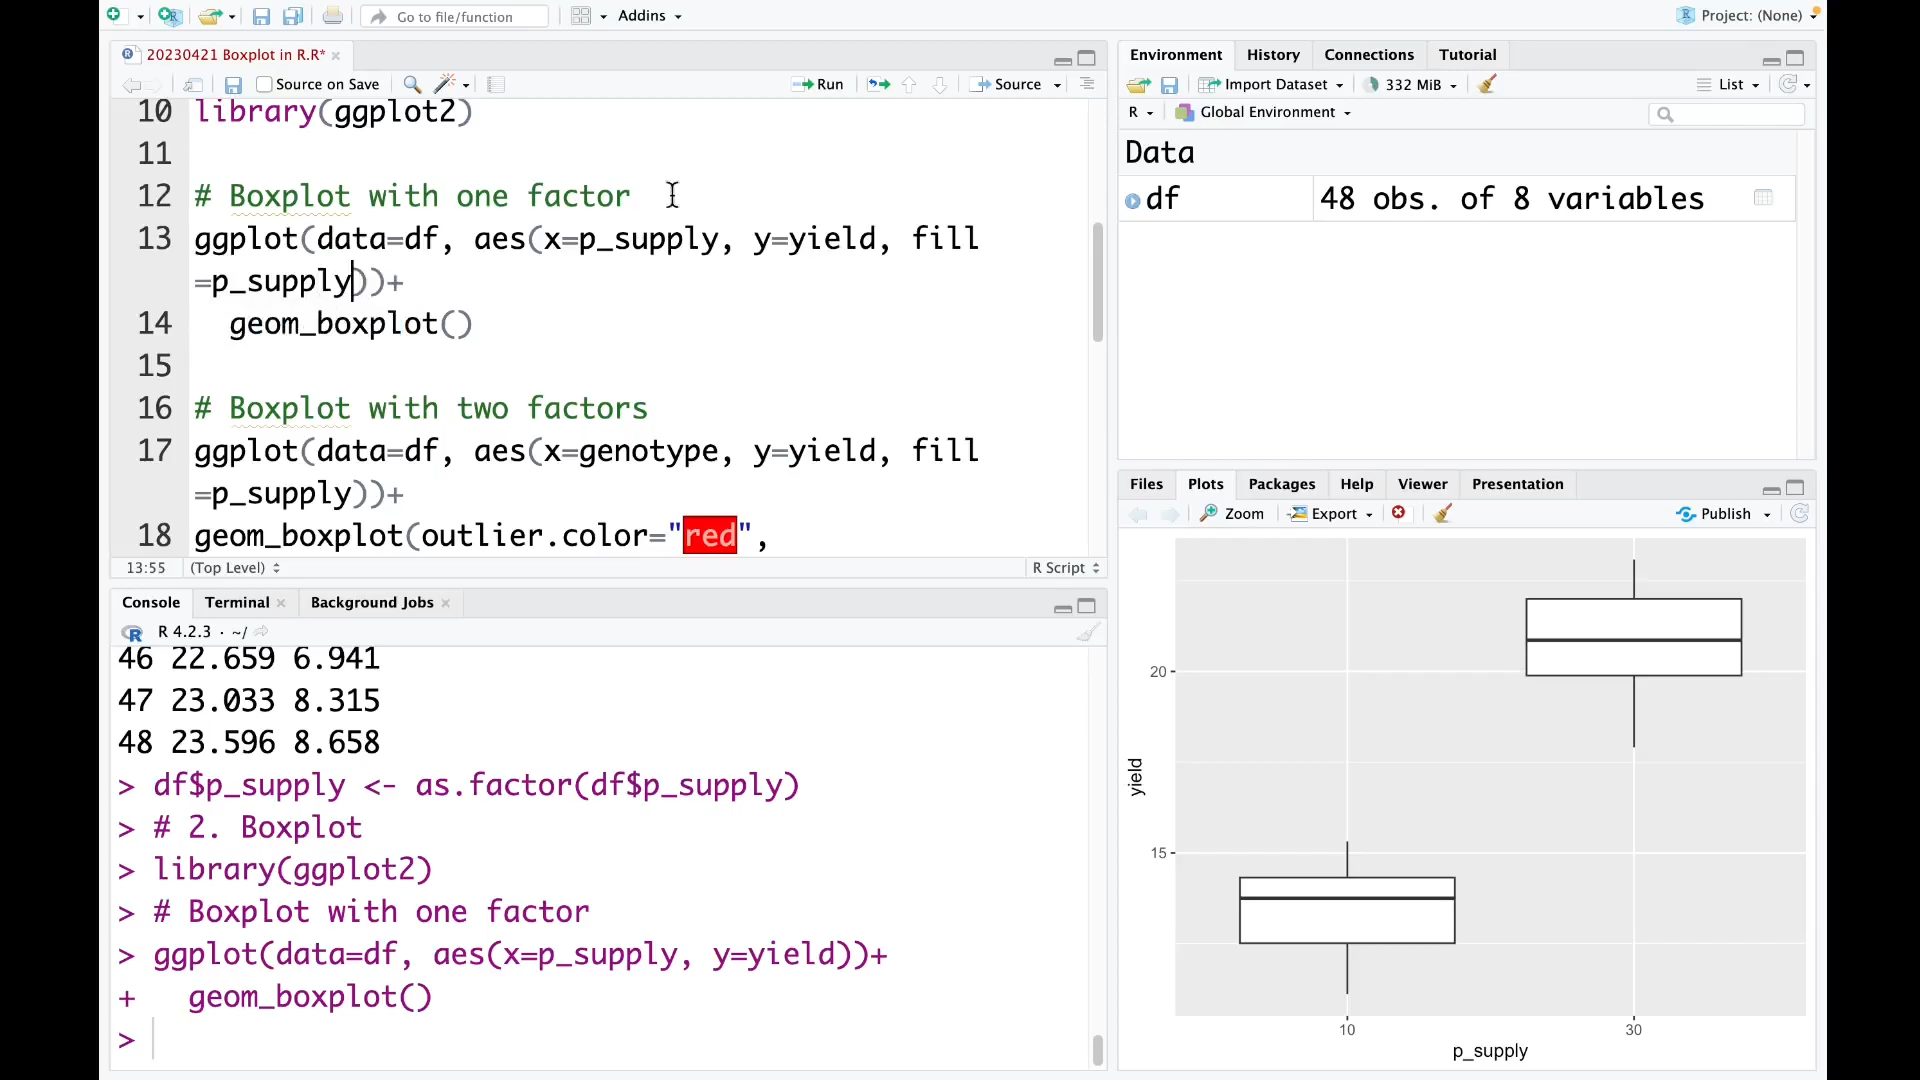 Go to file/function
Addins
Project: (None)
20230421 Boxplot in R.R*
Source on Save
Run
Source
10 library(ggplot2)
11
12 # Boxplot with one factor
13 ggplot(data=df, aes(x=p_supply, y=yield, fill
=p_supply))+
14 geom_boxplot()
15
16 # Boxplot with two factors
17 ggplot(data=df, aes(x=genotype, y=yield, fill
=p_supply))+
18 geom_boxplot(outlier.color="red",
13:55 (Top Level) R Script
Console Terminal Background Jobs
R 4.2.3 · ~/
46 22.659 6.941
47 23.033 8.315
48 23.596 8.658
> df$p_supply <- as.factor(df$p_supply)
> # 2. Boxplot
> library(ggplot2)
> # Boxplot with one factor
> ggplot(data=df, aes(x=p_supply, y=yield))+
+ geom_boxplot()
>
Environment History Connections Tutorial
Import Dataset 332 MiB List
R Global Environment
Data
df 48 obs. of 8 variables
Files Plots Packages Help Viewer Presentation
Zoom Export Publish
20
15
yield
10 30
p_supply